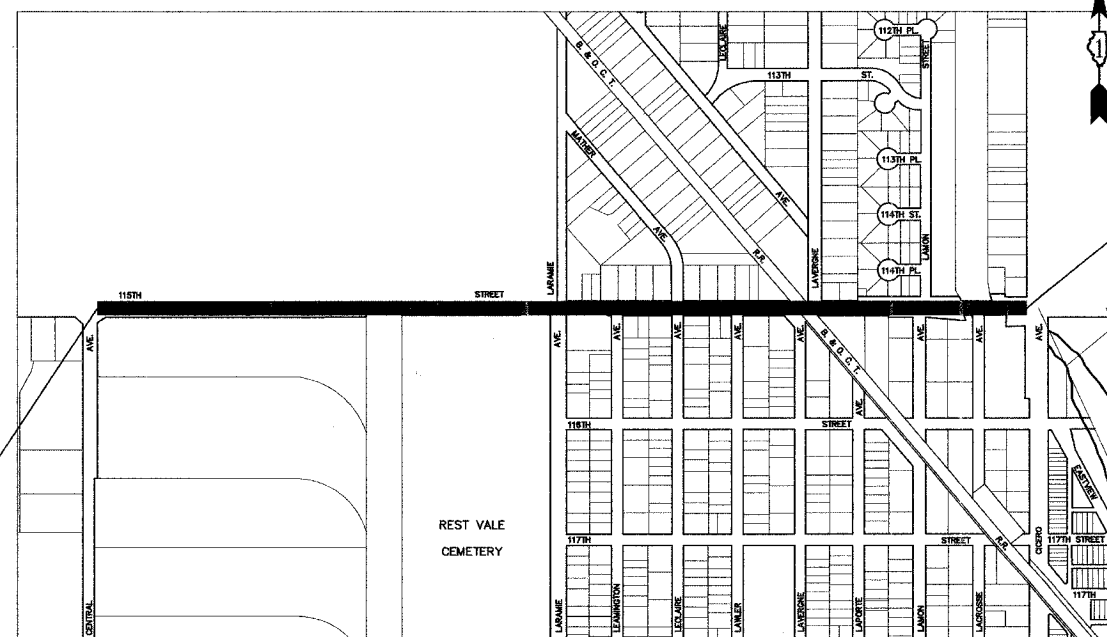 LECLAIRE
112TH PL.
STREET
B. & O. C. T.
113TH
ST.
MATHER
113TH PL.
AVE.
114TH ST.
AVE.
LAMON
R.R.
LAVERGNE
114TH PL.
LARAMIE
115TH
STREET
AVE.
AVE.
AVE.
AVE.
AVE.
AVE.
B. & O. C. T.
AVE.
AVE.
AVE.
AVE.
116TH
STREET
EASTVIEW
REST VALE
CEMETERY
117TH
STREET
R.R.
CICERO
117TH STREET
117TH
CENTRAL
LARAMIE
LEAMINGTON
LECLAIRE
LAWLER
LAVERGNE
LAPORTE
LAMON
LACROSSE
1